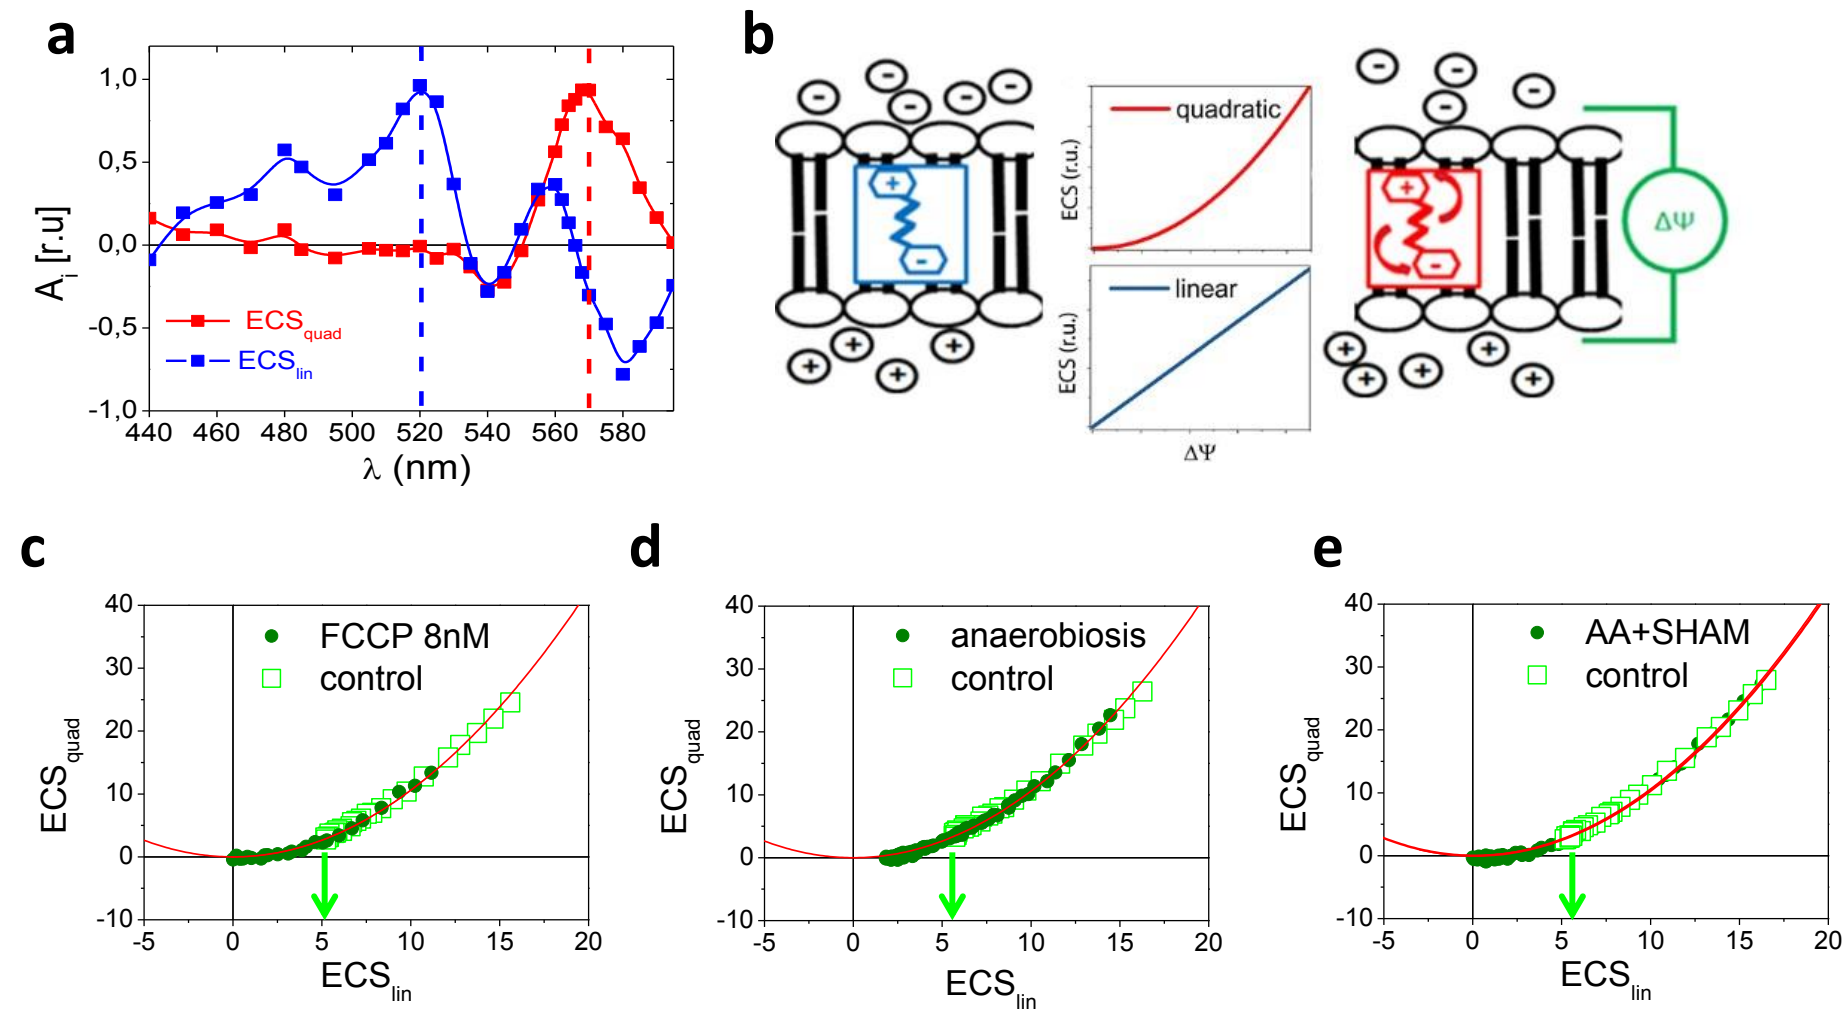 a
1,0
0,5
0,0
-0,5
-1,0
A_i [r.u]
ECS_quad
ECS_lin
440 460 480 500 520 540 560 580
λ (nm)
b
- - - - -
+ -
+ + + +
quadratic
ECS (r.u.)
linear
ECS (r.u.)
ΔΨ
- - - -
+ -
ΔΨ
+ + + + +
c
40
30
20
10
0
-10
ECS_quad
FCCP 8nM
control
-5 0 5 10 15 20
ECS_lin
d
40
30
20
10
0
-10
ECS_quad
anaerobiosis
control
-5 0 5 10 15 20
ECS_lin
e
40
30
20
10
0
-10
ECS_quad
AA+SHAM
control
-5 0 5 10 15 20
ECS_lin